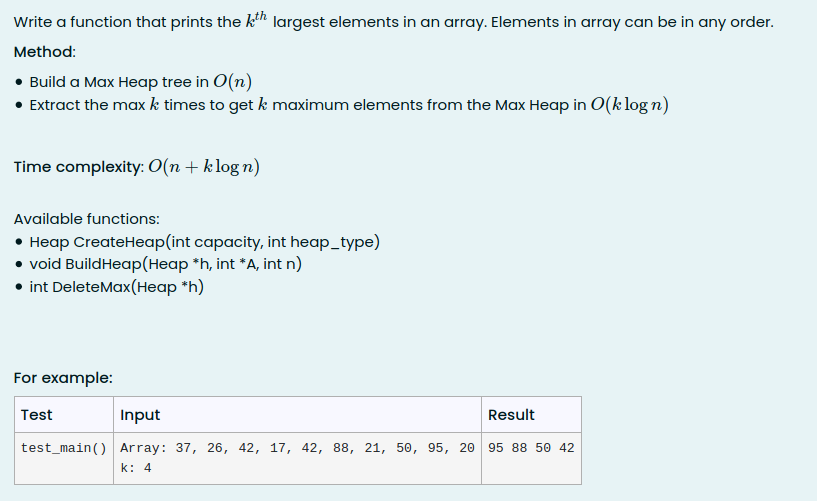 Write a function that prints the k^th largest elements in an array. Elements in array can be in any order.
Method:
• Build a Max Heap tree in O(n)
• Extract the max k times to get k maximum elements from the Max Heap in O(k log n)
Time complexity: O(n + k log n)
Available functions:
• Heap CreateHeap(int capacity, int heap_type)
• void BuildHeap(Heap *h, int *A, int n)
• int DeleteMax(Heap *h)
For example:
Test Input Result
test_main() Array: 37, 26, 42, 17, 42, 88, 21, 50, 95, 20 95 88 50 42
k: 4